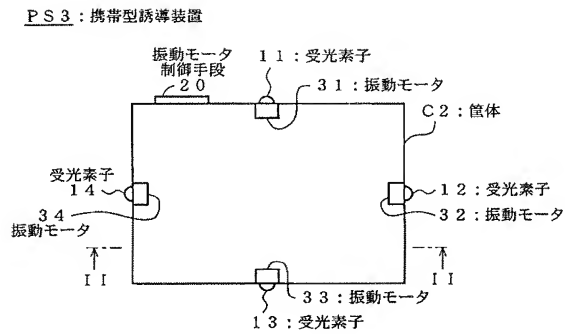 ＰＳ３：携帯型誘導装置
振動モータ
制御手段
２０
１１：受光素子
３１：振動モータ
Ｃ２：筐体
受光素子
１４
３４
振動モータ
１２：受光素子
３２：振動モータ
ＩＩ
ＩＩ
３３：振動モータ
１３：受光素子